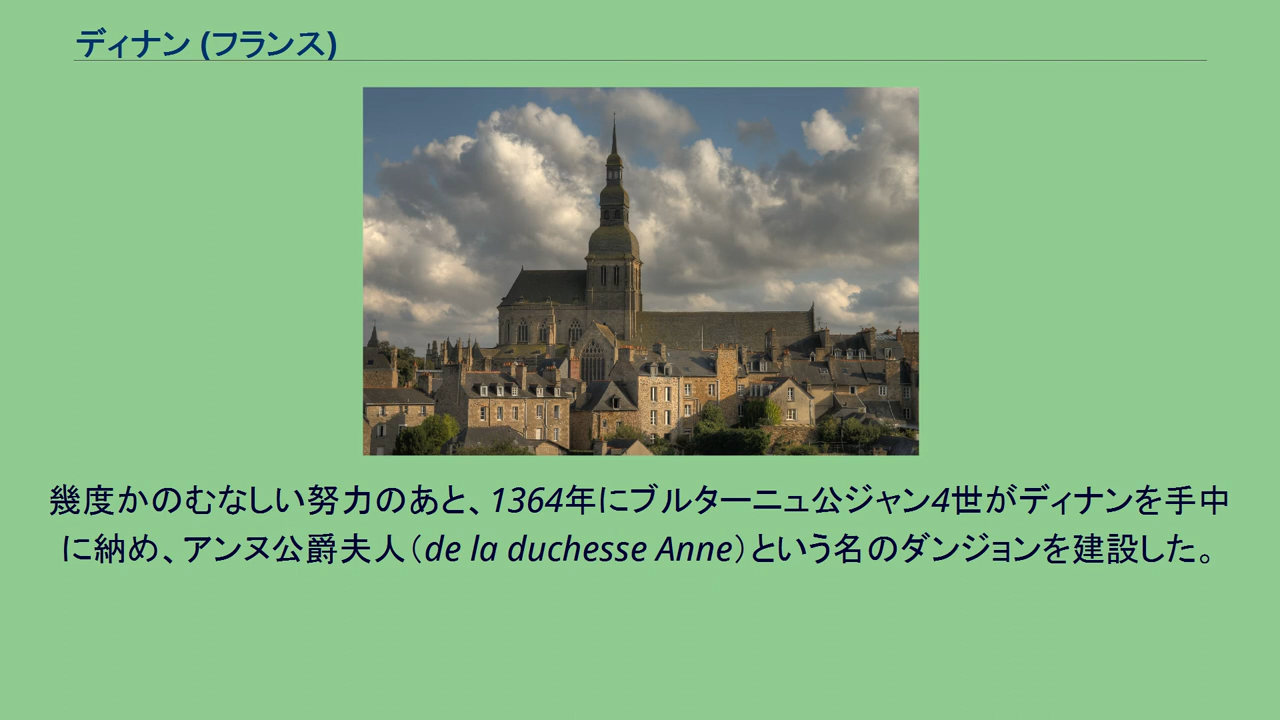 ディナン (フランス)
幾度かのむなしい努力のあと、1364年にブルターニュ公ジャン4世がディナンを手中
に納め、アンヌ公爵夫人（de la duchesse Anne）という名のダンジョンを建設した。